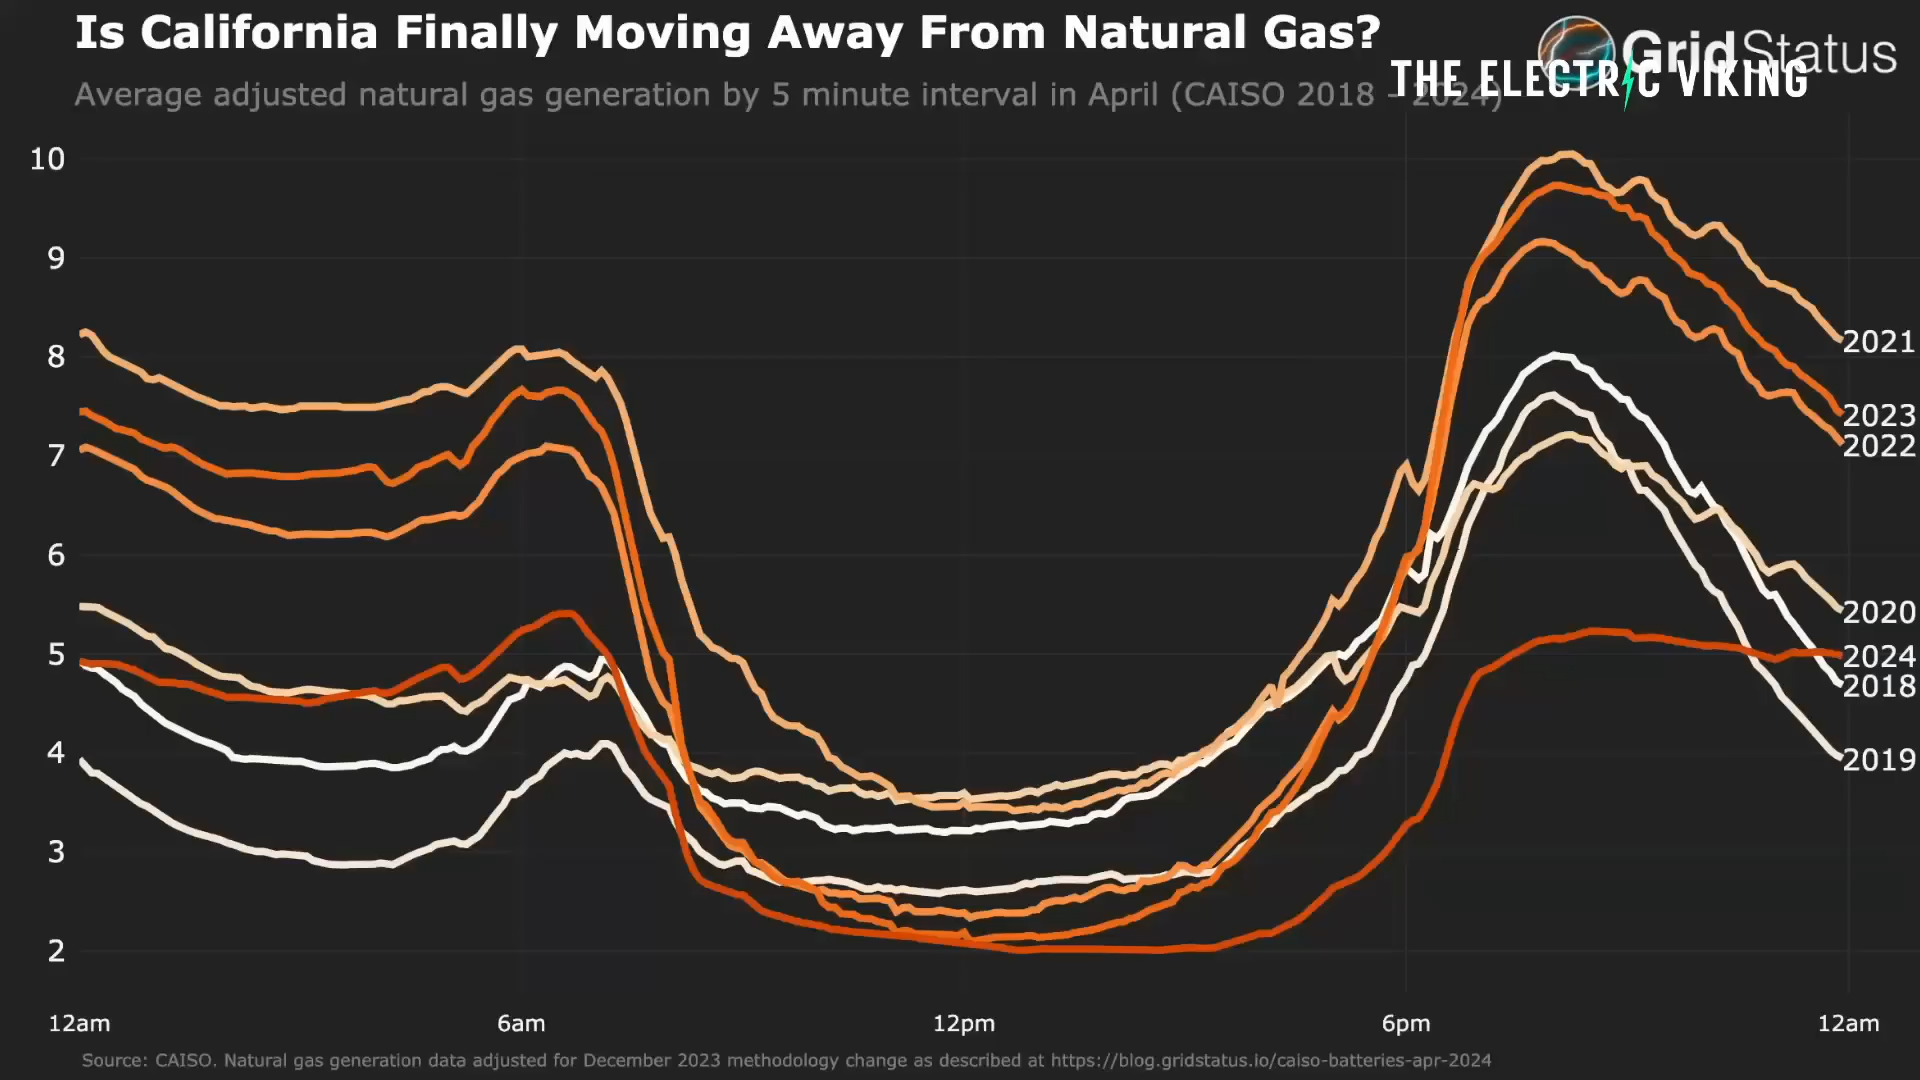 Is California Finally Moving Away From Natural Gas?
GridStatus
THE ELECTRIC VIKING
Average adjusted natural gas generation by 5 minute interval in April (CAISO 2018 - 2024)
10
9
8
7
6
5
4
3
2
2021
2023
2022
2020
2024
2018
2019
12am
6am
12pm
6pm
12am
Source: CAISO. Natural gas generation data adjusted for December 2023 methodology change as described at https://blog.gridstatus.io/caiso-batteries-apr-2024